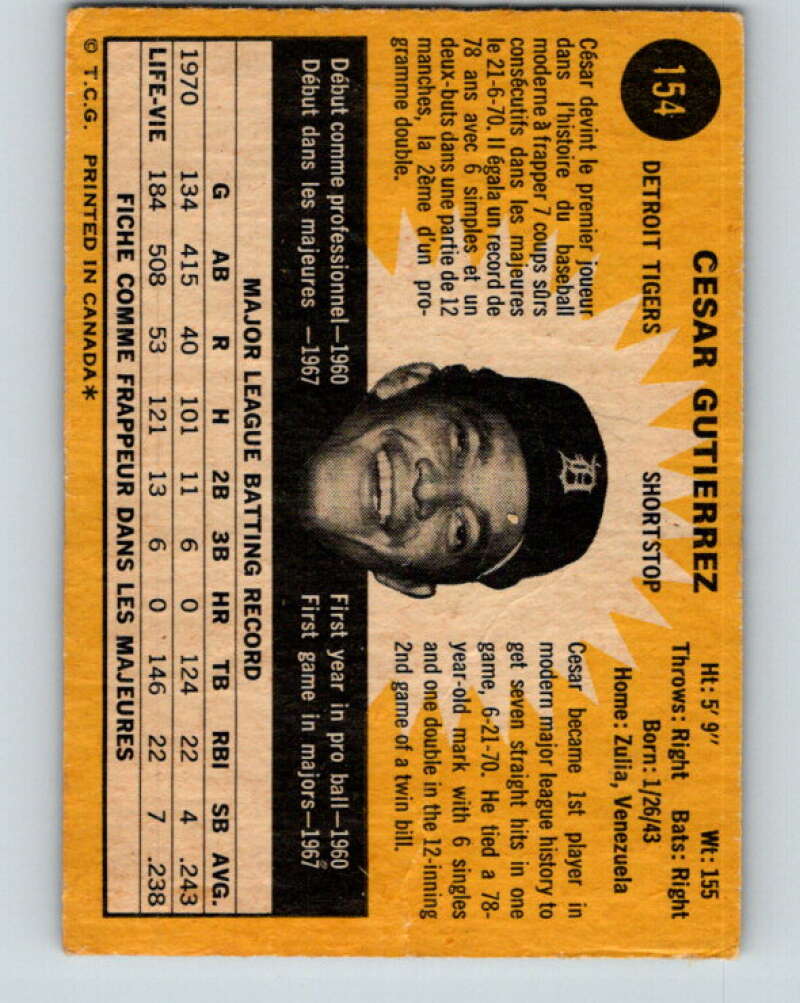 154
CESAR GUTIERREZ
DETROIT TIGERS
SHORTSTOP
Ht: 5' 9" Wt: 155
Throws: Right Bats: Right
Born: 1/26/43
Home: Zulia, Venezuela
César devint le premier joueur
dans l'histoire du baseball
moderne à frapper 7 coups sûrs
consécutifs dans les majeures
le 21-6-70. Il égala un record de
78 ans avec 6 simples et un
deux-buts dans une partie de 12
manches, la 2ème d'un pro-
gramme double.
D
Cesar became 1st player in
modern major league history to
get seven straight hits in one
game, 6-21-70. He tied a 78-
year-old mark with 6 singles
and one double in the 12-inning
2nd game of a twin bill.
Début comme professionnel—1960
Début dans les majeures —1967
First year in pro ball—1960
First game in majors—1967
MAJOR LEAGUE BATTING RECORD
G AB R H 2B 3B HR TB RBI SB AVG.
1970 134 415 40 101 11 6 0 124 22 4 .243
LIFE-VIE 184 508 53 121 13 6 0 146 22 7 .238
FICHE COMME FRAPPEUR DANS LES MAJEURES
© T.C.G. PRINTED IN CANADA*